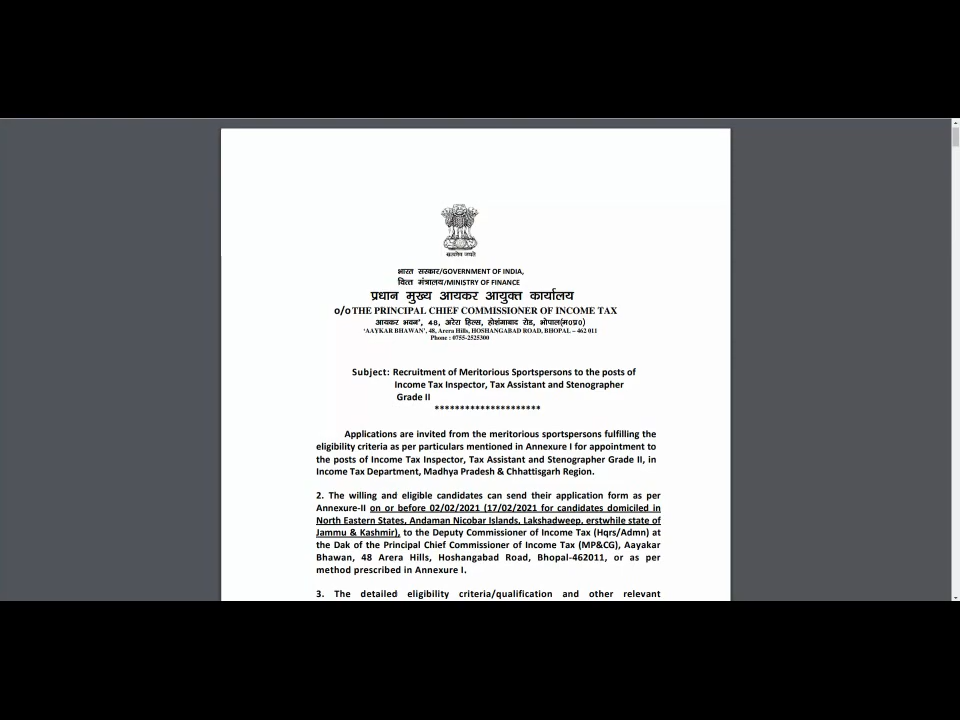 सत्यमेव जयते
भारत सरकार/GOVERNMENT OF INDIA,
वित्त मंत्रालय/MINISTRY OF FINANCE
प्रधान मुख्य आयकर आयुक्त कार्यालय
o/o THE PRINCIPAL CHIEF COMMISSIONER OF INCOME TAX
आयकर भवन', 48, अरेरा हिल्स, होशंगाबाद रोड, भोपाल(म0प्र0)
'AAYKAR BHAWAN', 48, Arera Hills, HOSHANGABAD ROAD, BHOPAL – 462 011
Phone : 0755-2525300
Subject: Recruitment of Meritorious Sportspersons to the posts of
Income Tax Inspector, Tax Assistant and Stenographer
Grade II
*********************
Applications are invited from the meritorious sportspersons fulfilling the
eligibility criteria as per particulars mentioned in Annexure I for appointment to
the posts of Income Tax Inspector, Tax Assistant and Stenographer Grade II, in
Income Tax Department, Madhya Pradesh & Chhattisgarh Region.
2. The willing and eligible candidates can send their application form as per
Annexure-II on or before 02/02/2021 (17/02/2021 for candidates domiciled in
North Eastern States, Andaman Nicobar Islands, Lakshadweep, erstwhile state of
Jammu & Kashmir), to the Deputy Commissioner of Income Tax (Hqrs/Admn) at
the Dak of the Principal Chief Commissioner of Income Tax (MP&CG), Aayakar
Bhawan, 48 Arera Hills, Hoshangabad Road, Bhopal-462011, or as per
method prescribed in Annexure I.
3. The detailed eligibility criteria/qualification and other relevant